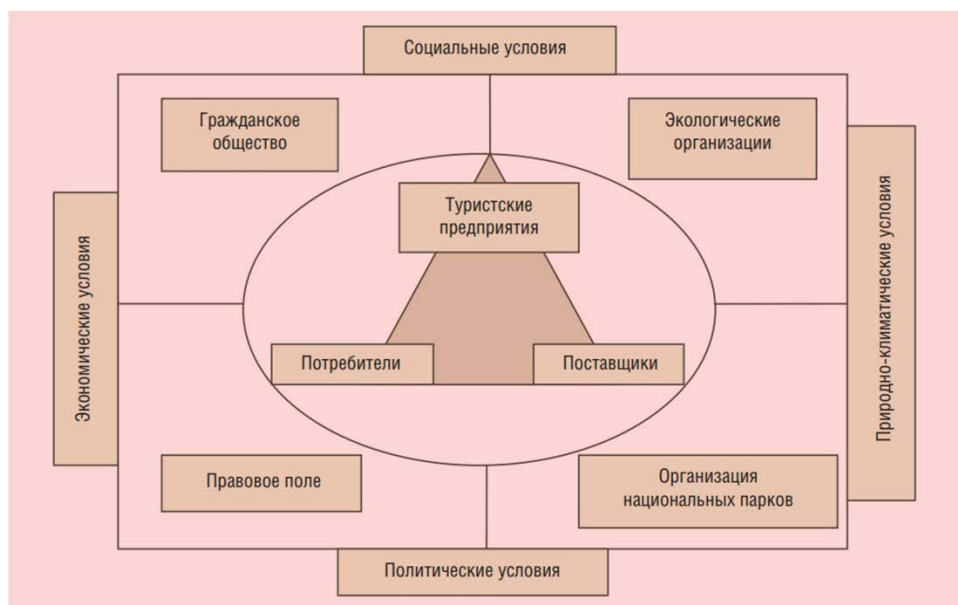 Социальные условия
Гражданское
общество
Экологические
организации
Туристские
предприятия
Экономические условия
Природно-климатические условия
Потребители
Поставщики
Правовое поле
Организация
национальных парков
Политические условия